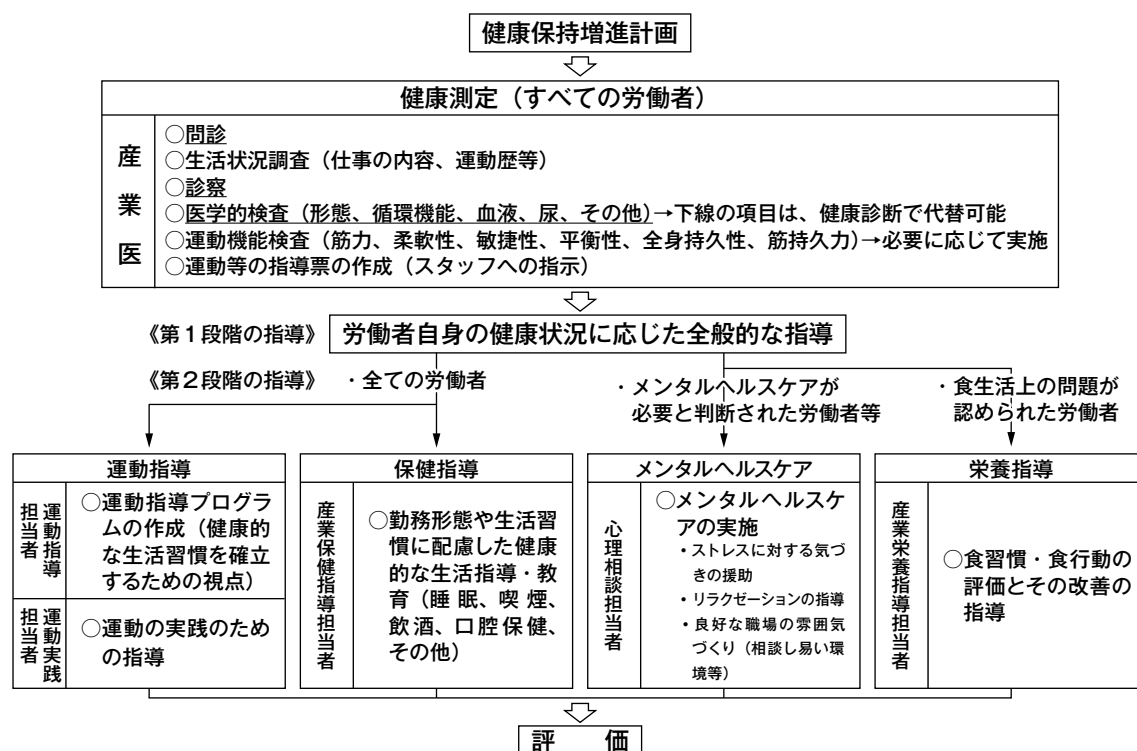 健康保持増進計画
健康測定（すべての労働者）
産業医
○問診
○生活状況調査（仕事の内容、運動歴等）
○診察
○医学的検査（形態、循環機能、血液、尿、その他）→下線の項目は、健康診断で代替可能
○運動機能検査（筋力、柔軟性、敏捷性、平衡性、全身持久性、筋持久力）→必要に応じて実施
○運動等の指導票の作成（スタッフへの指示）
《第１段階の指導》
労働者自身の健康状況に応じた全般的な指導
《第２段階の指導》
・全ての労働者
・メンタルヘルスケアが
必要と判断された労働者等
・食生活上の問題が
認められた労働者
運動指導
運動指導
担当者
○運動指導プログラ
ムの作成（健康的
な生活習慣を確立
するための視点）
運動実践
担当者
○運動の実践のため
の指導
保健指導
産業保健指導担当者
○勤務形態や生活習
慣に配慮した健康
的な生活指導・教
育（睡眠、喫煙、
飲酒、口腔保健、
その他）
メンタルヘルスケア
心理相談担当者
○メンタルヘルスケ
アの実施
・ストレスに対する気づ
きの援助
・リラクゼーションの指導
・良好な職場の雰囲気
づくり（相談し易い環
境等）
栄養指導
産業栄養指導担当者
○食習慣・食行動の
評価とその改善の
指導
評　価